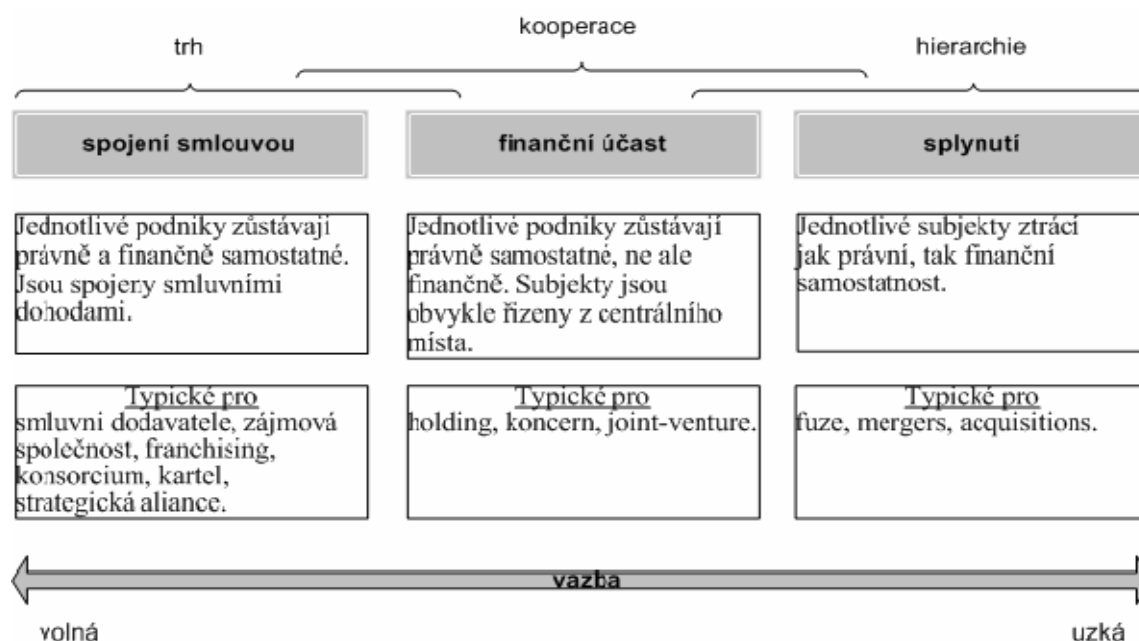 kooperace
trh
hierarchie
spojení smlouvou
finanční účast
splynutí
Jednotlivé podniky zůstávají
právně a finančně samostatné.
Jsou spojeny smluvními
dohodami.
Jednotlivé podniky zůstávají
právně samostatné, ne ale
finančně. Subjekty jsou
obvykle řizeny z centrálního
místa.
Jednotlivé subjekty ztrácí
jak právní, tak finanční
samostatnost.
Typické pro
smluvni dodavatele, zájmová
společnost, franchising,
konsorcium, kartel,
strategická aliance.
Typické pro
holding, koncern, joint-venture.
Typické pro
fuze, mergers, acquisitions.
vazba
volná
uzká